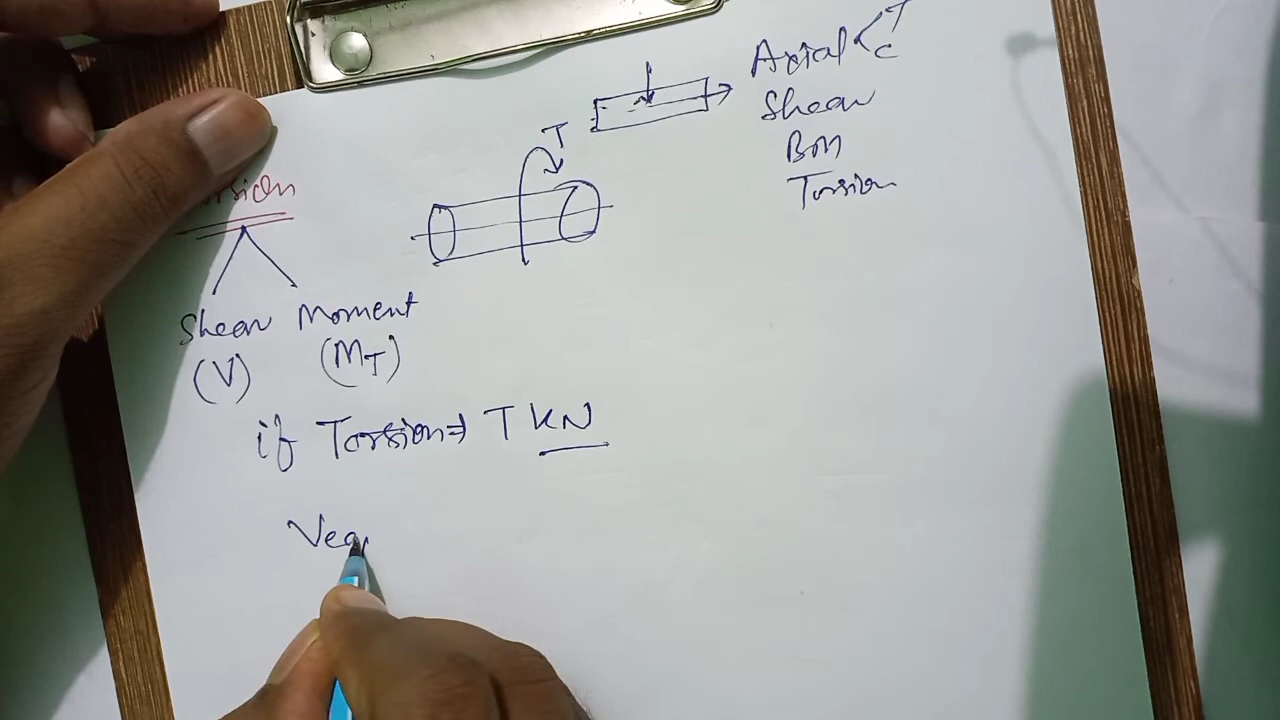 Axial < T
C
Shear
BM
Torsion
T
rsion
Shear Moment
(V) (MT)
if Torsion⇒ T KN
Veq